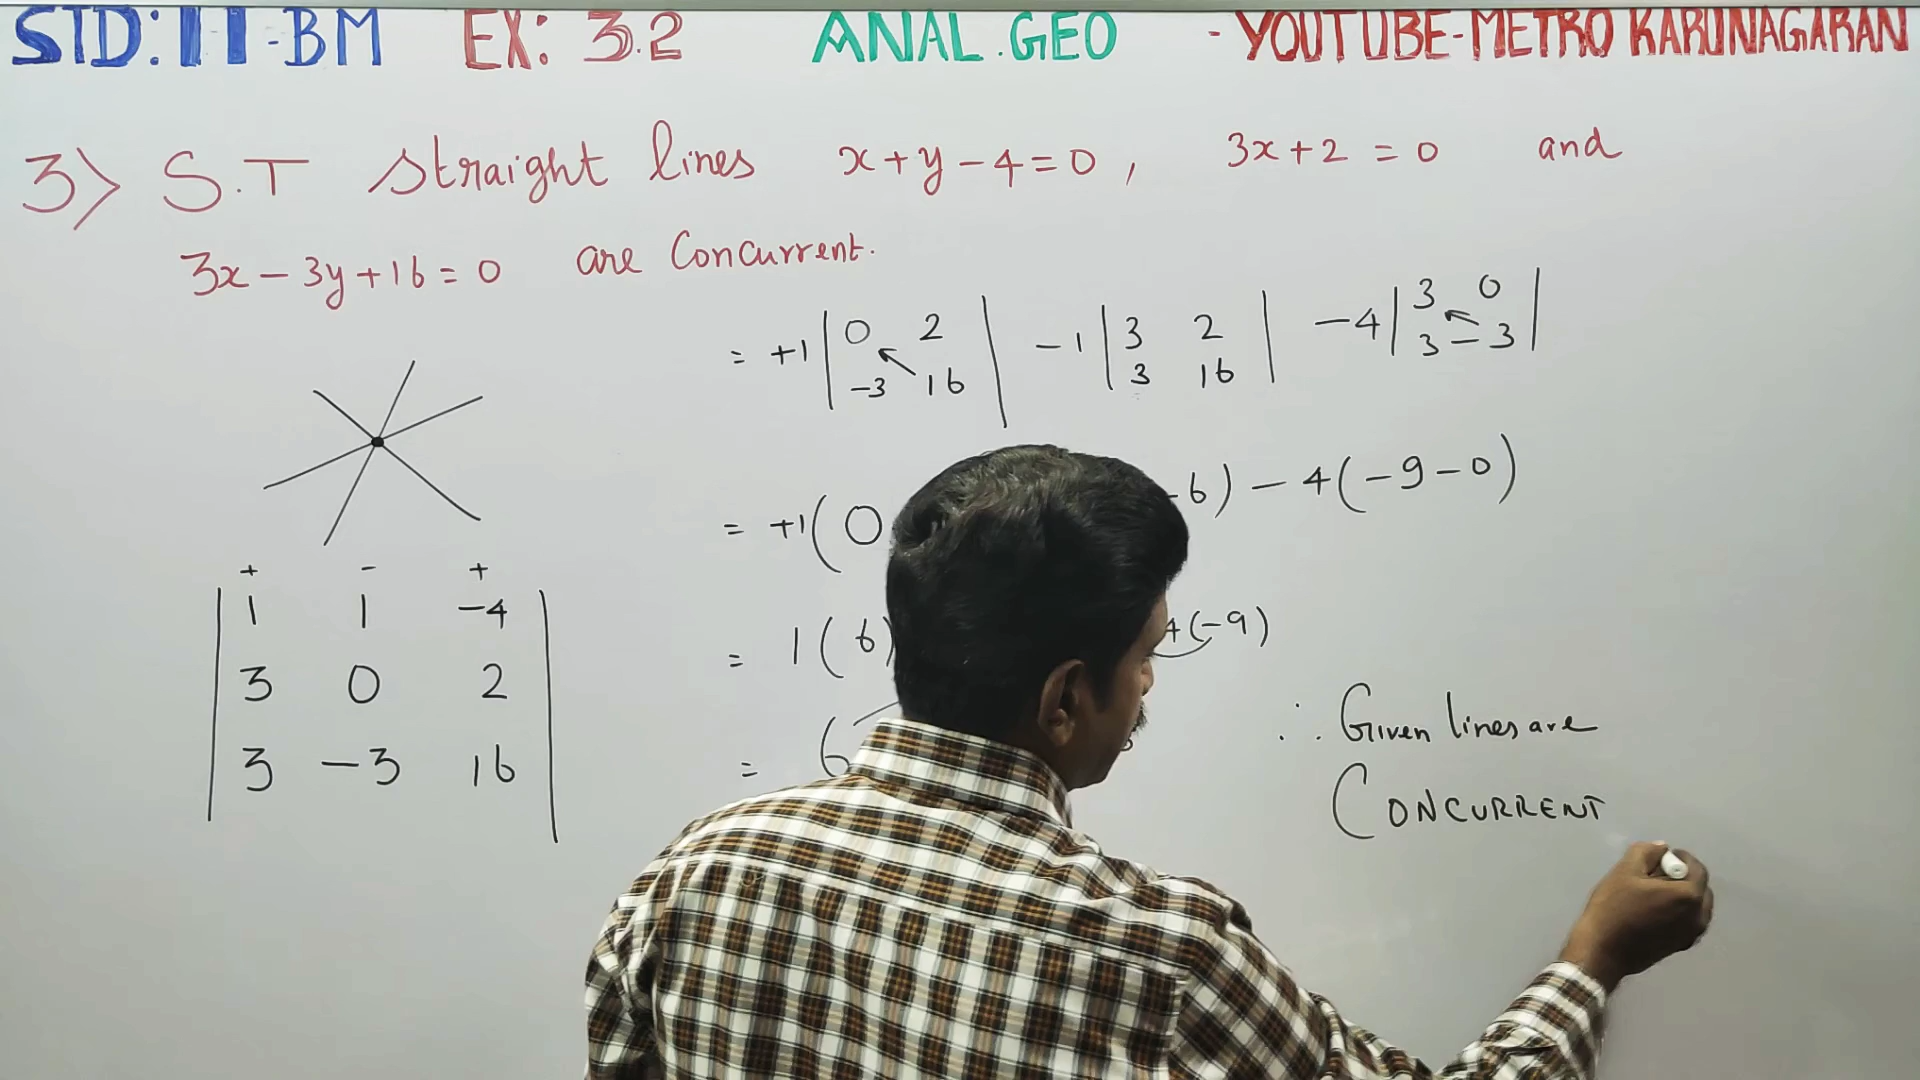 STD: 11-BM EX: 3.2 ANAL.GEO - YOUTUBE-METRO KARUNAGARAN
3) S.T straight lines x+y-4=0, 3x+2=0 and
3x-3y+16=0 are Concurrent.
= +1 | 0 2 | -1 | 3 2 | -4 | 3 0 |
-3 16 3 16 3 -3
= +1(0 -6) -4(-9-0)
+ - +
1 1 -4
3 0 2
3 -3 16
= 1(6) 4(-9)
= 6
∴ Given lines are
CONCURRENT